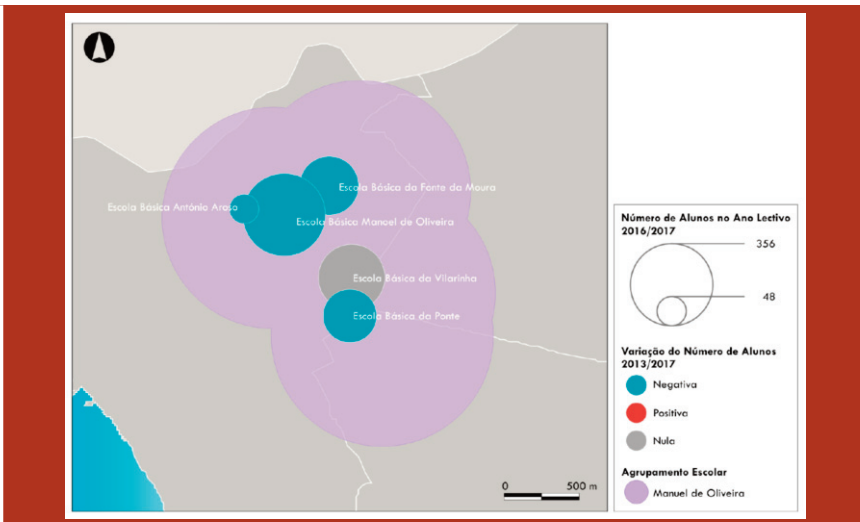 Escola Básica da Fonte da Moura
Escola Básica António Aroso
Escola Básica Manoel de Oliveira
Escola Básica da Vilarinha
Escola Básica da Ponte
0 500 m
Número de Alunos no Ano Lectivo
2016/2017
356
48
Variação do Número de Alunos
2013/2017
Negativa
Positiva
Nula
Agrupamento Escolar
Manuel de Oliveira